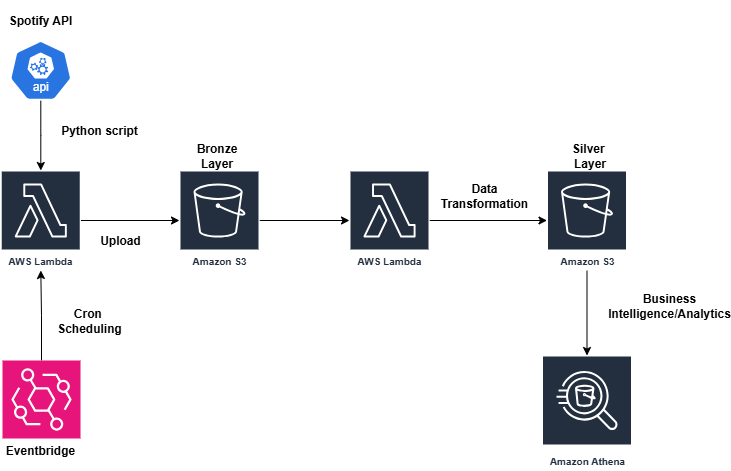 Spotify API
api
Python script
Bronze
Layer
Silver
Layer
Data
Transformation
Upload
AWS Lambda
Amazon S3
AWS Lambda
Amazon S3
Cron
Scheduling
Business
Intelligence/Analytics
Eventbridge
Amazon Athena